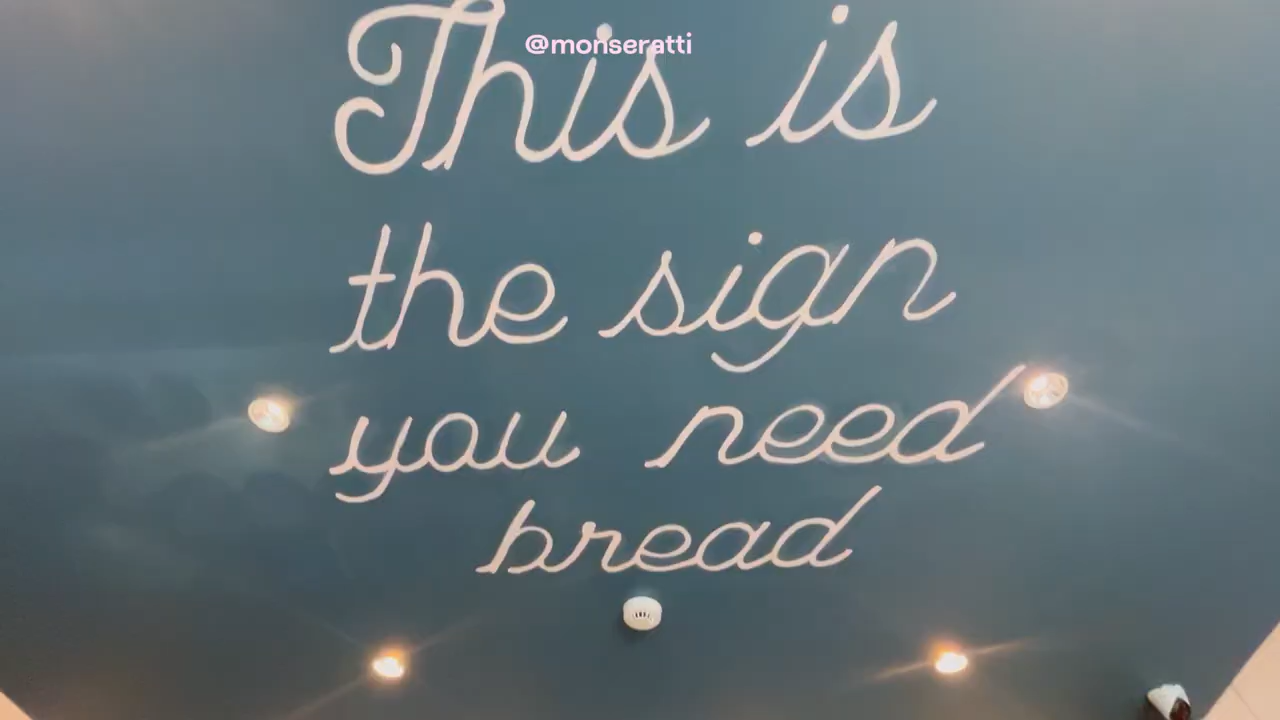 @monseratti
This is
the sign
you need
bread